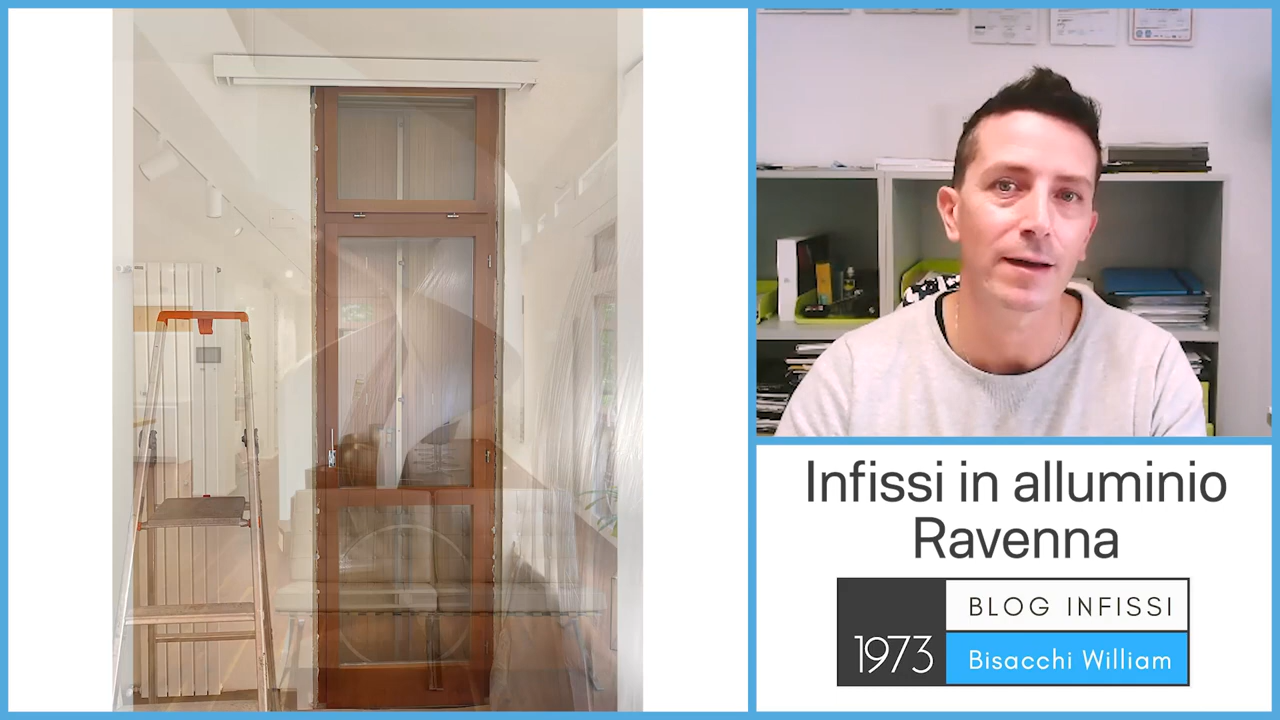 Infissi in alluminio
Ravenna
BLOG INFISSI
1973
Bisacchi William